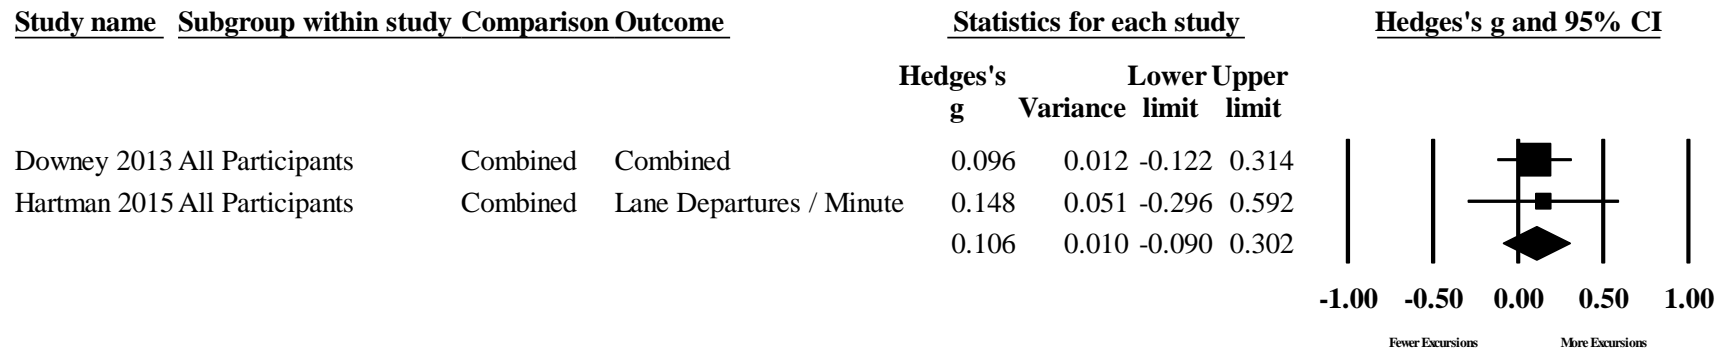 Study name Subgroup within study Comparison Outcome Statistics for each study Hedges's g and 95% CI
Hedges's Lower Upper
g Variance limit limit
Downey 2013 All Participants Combined Combined 0.096 0.012 -0.122 0.314
Hartman 2015 All Participants Combined Lane Departures / Minute 0.148 0.051 -0.296 0.592
0.106 0.010 -0.090 0.302
-1.00 -0.50 0.00 0.50 1.00
Fewer Excursions More Excursions